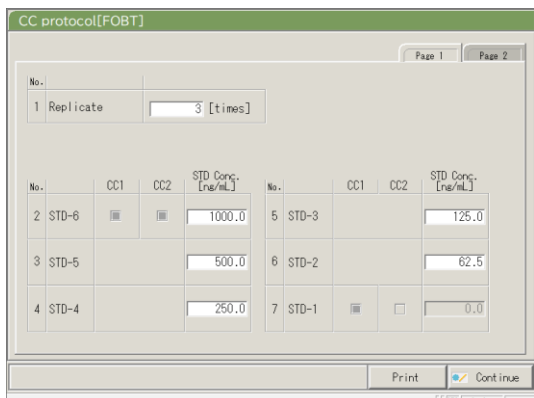 CC protocol[FOBT]
Page 1 Page 2
No.
1 Replicate 3 [times]
No. CC1 CC2 STD Conc. [ng/mL] No. CC1 CC2 STD Conc. [ng/mL]
2 STD-6 1000.0 5 STD-3 125.0
3 STD-5 500.0 6 STD-2 62.5
4 STD-4 250.0 7 STD-1 0.0
Print Continue